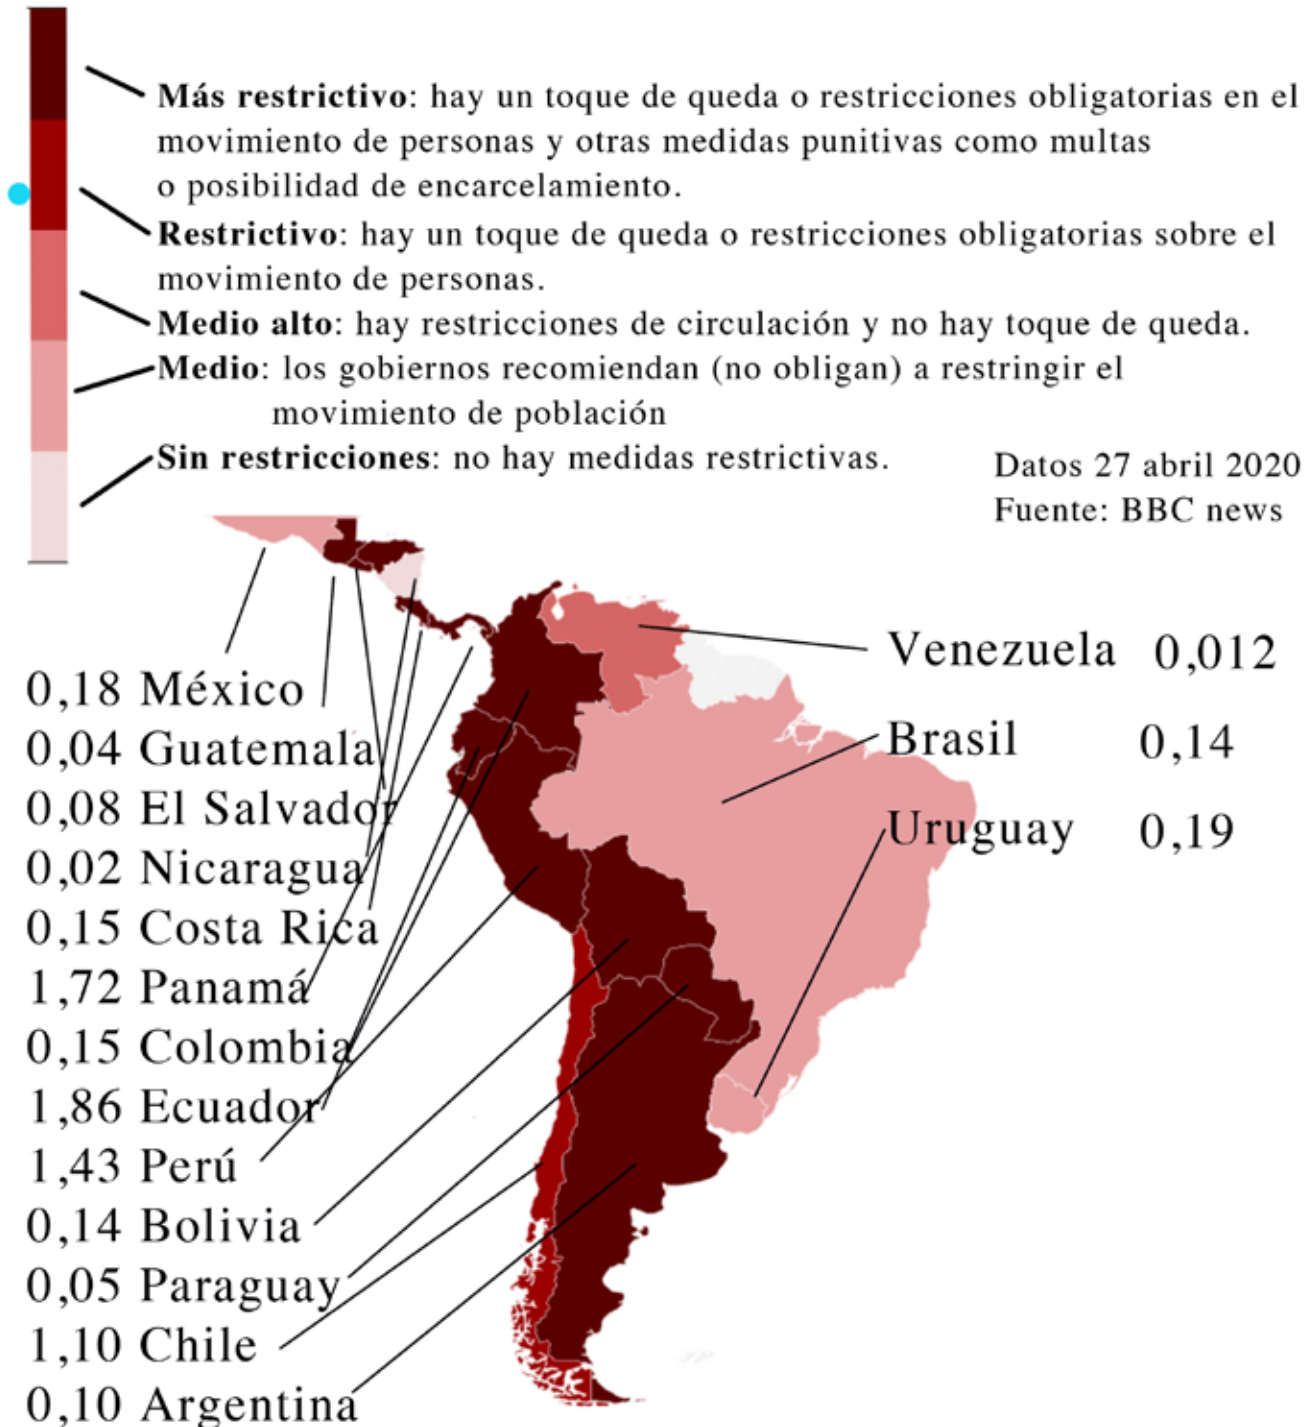 Más restrictivo: hay un toque de queda o restricciones obligatorias en el
movimiento de personas y otras medidas punitivas como multas
o posibilidad de encarcelamiento.
Restrictivo: hay un toque de queda o restricciones obligatorias sobre el
movimiento de personas.
Medio alto: hay restricciones de circulación y no hay toque de queda.
Medio: los gobiernos recomiendan (no obligan) a restringir el
movimiento de población
Sin restricciones: no hay medidas restrictivas.
Datos 27 abril 2020
Fuente: BBC news
0,18 México
0,04 Guatemala
0,08 El Salvador
0,02 Nicaragua
0,15 Costa Rica
1,72 Panamá
0,15 Colombia
1,86 Ecuador
1,43 Perú
0,14 Bolivia
0,05 Paraguay
1,10 Chile
0,10 Argentina
Venezuela 0,012
Brasil 0,14
Uruguay 0,19